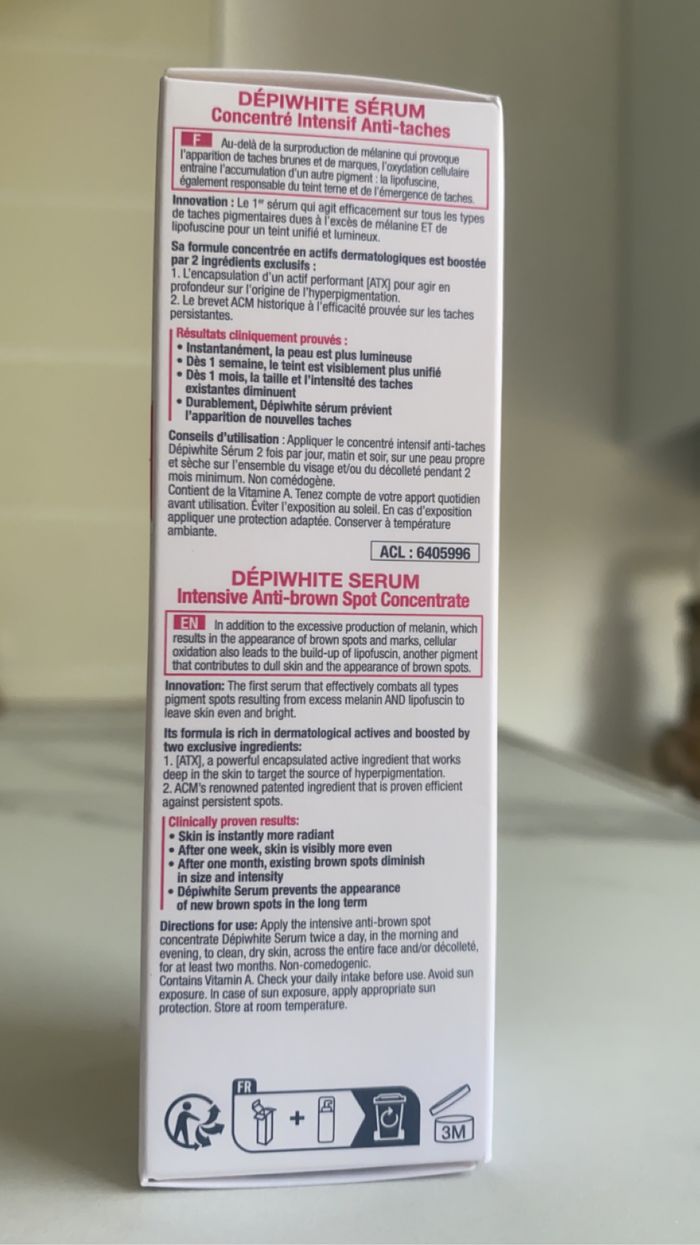 DÉPIWHITE SÉRUM
Concentré Intensif Anti-taches
F Au-delà de la surproduction de mélanine qui provoque
l'apparition de taches brunes et de marques, l'oxydation cellulaire
entraine l'accumulation d'un autre pigment : la lipofuscine,
également responsable du teint terne et de l'émergence de taches.
Innovation : Le 1er sérum qui agit efficacement sur tous les types
de taches pigmentaires dues à l'excès de mélanine ET de
lipofuscine pour un teint unifié et lumineux.
Sa formule concentrée en actifs dermatologiques est boostée
par 2 ingrédients exclusifs :
1. L'encapsulation d'un actif performant [ATX] pour agir en
profondeur sur l'origine de l'hyperpigmentation.
2. Le brevet ACM historique à l'efficacité prouvée sur les taches
persistantes.
Résultats cliniquement prouvés :
• Instantanément, la peau est plus lumineuse
• Dès 1 semaine, le teint est visiblement plus unifié
• Dès 1 mois, la taille et l'intensité des taches
existantes diminuent
• Durablement, Dépiwhite sérum prévient
l'apparition de nouvelles taches
Conseils d'utilisation : Appliquer le concentré intensif anti-taches
Dépiwhite Sérum 2 fois par jour, matin et soir, sur une peau propre
et sèche sur l'ensemble du visage et/ou du décolleté pendant 2
mois minimum. Non comédogène.
Contient de la Vitamine A. Tenez compte de votre apport quotidien
avant utilisation. Éviter l'exposition au soleil. En cas d'exposition
appliquer une protection adaptée. Conserver à température
ambiante.
ACL : 6405996
DÉPIWHITE SERUM
Intensive Anti-brown Spot Concentrate
EN In addition to the excessive production of melanin, which
results in the appearance of brown spots and marks, cellular
oxidation also leads to the build-up of lipofuscin, another pigment
that contributes to dull skin and the appearance of brown spots.
Innovation: The first serum that effectively combats all types
pigment spots resulting from excess melanin AND lipofuscin to
leave skin even and bright.
Its formula is rich in dermatological actives and boosted by
two exclusive ingredients:
1. [ATX], a powerful encapsulated active ingredient that works
deep in the skin to target the source of hyperpigmentation.
2. ACM's renowned patented ingredient that is proven efficient
against persistent spots.
Clinically proven results:
• Skin is instantly more radiant
• After one week, skin is visibly more even
• After one month, existing brown spots diminish
in size and intensity
• Dépiwhite Serum prevents the appearance
of new brown spots in the long term
Directions for use: Apply the intensive anti-brown spot
concentrate Dépiwhite Serum twice a day, in the morning and
evening, to clean, dry skin, across the entire face and/or décolleté,
for at least two months. Non-comedogenic.
Contains Vitamin A. Check your daily intake before use. Avoid sun
exposure. In case of sun exposure, apply appropriate sun
protection. Store at room temperature.
FR
+
3M